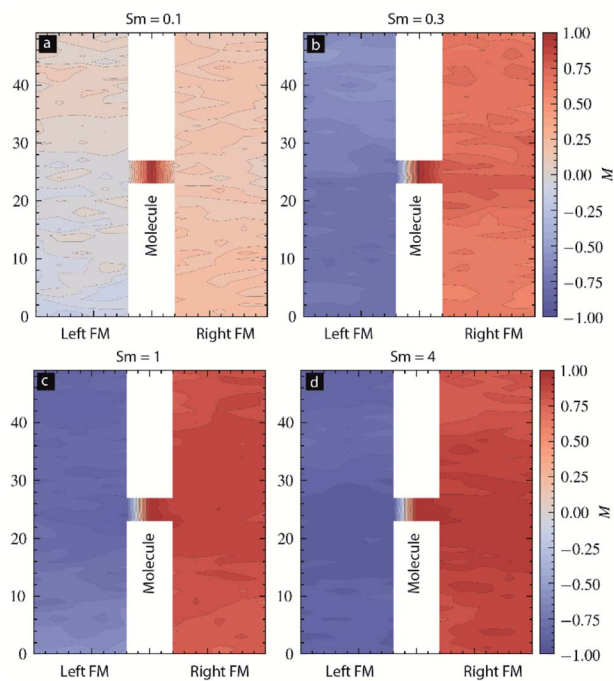 Sm = 0.1
Sm = 0.3
a
b
1.00
0.75
0.50
0.25
0.00
−0.25
−0.50
−0.75
−1.00
M
40
30
20
10
0
Molecule
Molecule
Left FM
Right FM
Left FM
Right FM
Sm = 1
Sm = 4
c
d
1.00
0.75
0.50
0.25
0.00
−0.25
−0.50
−0.75
−1.00
M
40
30
20
10
0
Molecule
Molecule
Left FM
Right FM
Left FM
Right FM